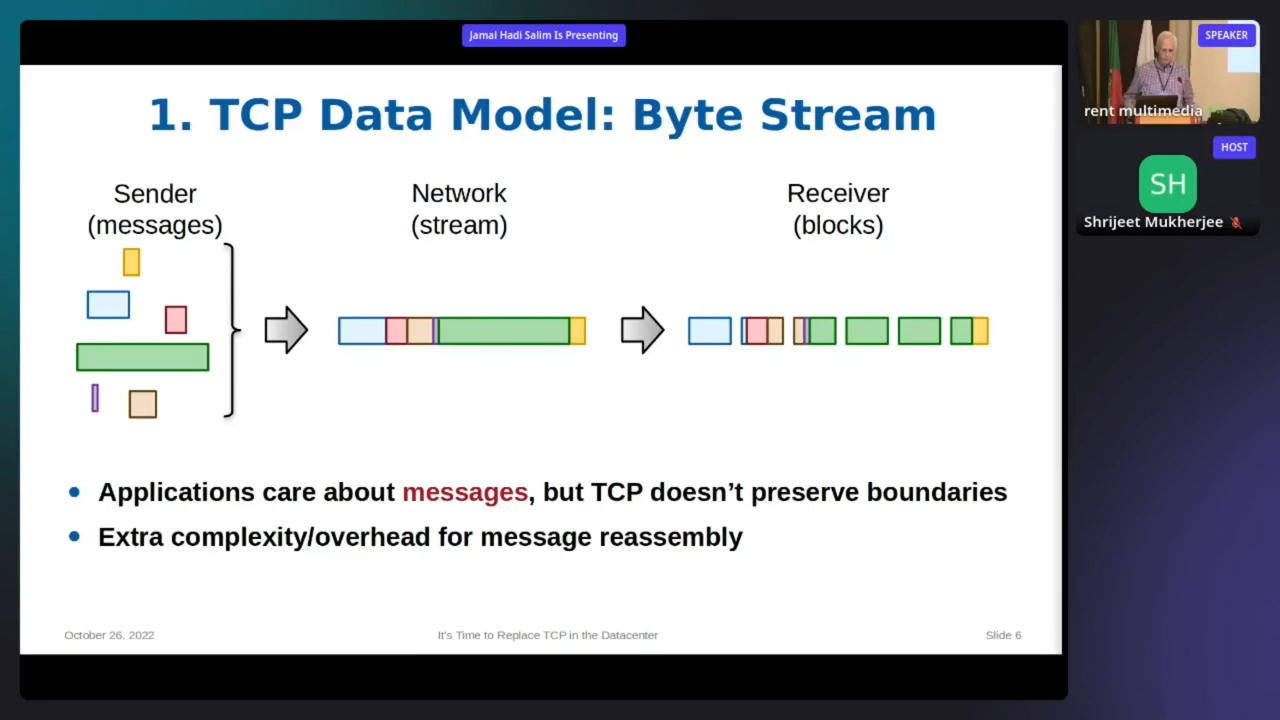 Jamal Hadi Salim Is Presenting
SPEAKER
rent multimedia
HOST
SH
Shrijeet Mukherjee
1. TCP Data Model: Byte Stream
Sender
(messages)
Network
(stream)
Receiver
(blocks)
• Applications care about messages, but TCP doesn’t preserve boundaries
• Extra complexity/overhead for message reassembly
October 26, 2022
It's Time to Replace TCP in the Datacenter
Slide 6